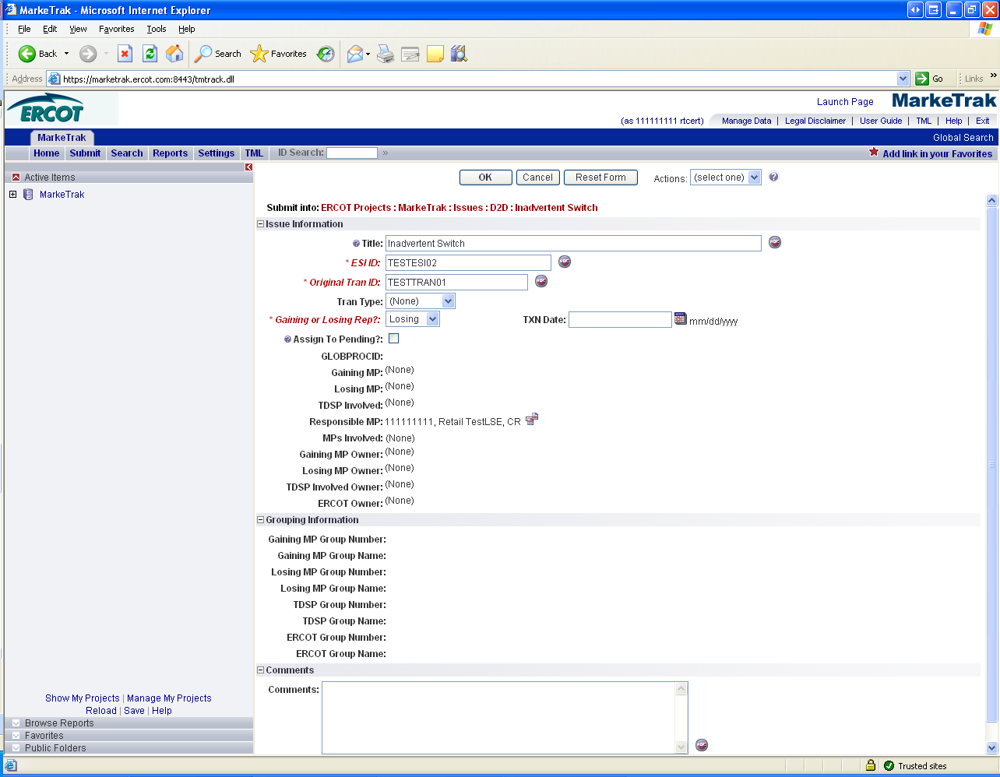 MarkeTrak - Microsoft Internet Explorer
File Edit View Favorites Tools Help
Back Search Favorites
Address https://marketrak.ercot.com:8443/tmtrack.dll Go Links »
ERCOT
Launch Page MarkeTrak
(as 111111111 rtcert) Manage Data | Legal Disclaimer | User Guide | TML | Help | Exit
MarkeTrak Global Search
Home Submit Search Reports Settings TML ID Search: » Add link in your Favorites
Active Items
MarkeTrak
OK Cancel Reset Form Actions: (select one)
Submit into: ERCOT Projects : MarkeTrak : Issues : D2D : Inadvertent Switch
Issue Information
Title: Inadvertent Switch
* ESI ID: TESTESI02
* Original Tran ID: TESTTRAN01
Tran Type: (None)
* Gaining or Losing Rep?: Losing TXN Date: mm/dd/yyyy
Assign To Pending?:
GLOBPROCID:
Gaining MP: (None)
Losing MP: (None)
TDSP Involved: (None)
Responsible MP: 111111111, Retail TestLSE, CR
MPs Involved: (None)
Gaining MP Owner: (None)
Losing MP Owner: (None)
TDSP Involved Owner: (None)
ERCOT Owner: (None)
Grouping Information
Gaining MP Group Number:
Gaining MP Group Name:
Losing MP Group Number:
Losing MP Group Name:
TDSP Group Number:
TDSP Group Name:
ERCOT Group Number:
ERCOT Group Name:
Comments
Comments:
Show My Projects | Manage My Projects
Reload | Save | Help
Browse Reports
Favorites
Public Folders
Trusted sites